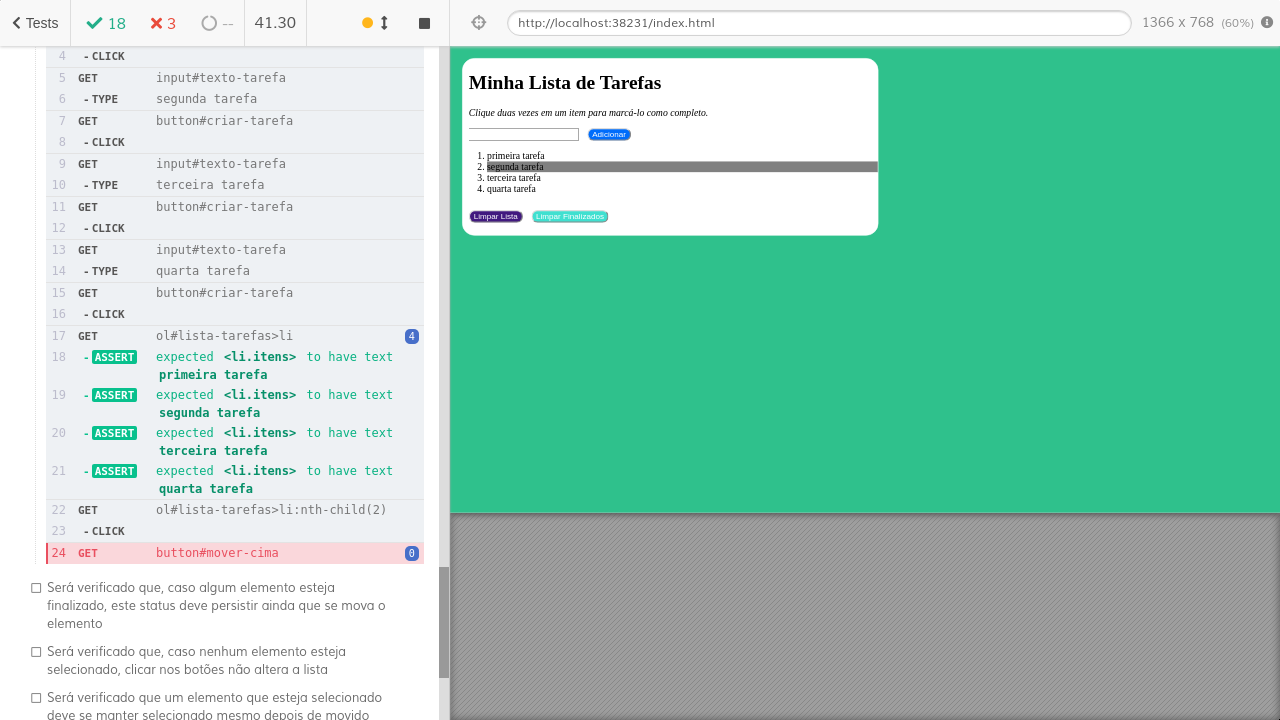 Tests 18 3 -- 41.30
4 -CLICK
5 GET input#texto-tarefa
6 -TYPE segunda tarefa
7 GET button#criar-tarefa
8 -CLICK
9 GET input#texto-tarefa
10 -TYPE terceira tarefa
11 GET button#criar-tarefa
12 -CLICK
13 GET input#texto-tarefa
14 -TYPE quarta tarefa
15 GET button#criar-tarefa
16 -CLICK
17 GET ol#lista-tarefas>li 4
18 -ASSERT expected <li.itens> to have text
primeira tarefa
19 -ASSERT expected <li.itens> to have text
segunda tarefa
20 -ASSERT expected <li.itens> to have text
terceira tarefa
21 -ASSERT expected <li.itens> to have text
quarta tarefa
22 GET ol#lista-tarefas>li:nth-child(2)
23 -CLICK
24 GET button#mover-cima 0
Será verificado que, caso algum elemento esteja
finalizado, este status deve persistir ainda que se mova o
elemento
Será verificado que, caso nenhum elemento esteja
selecionado, clicar nos botões não altera a lista
Será verificado que um elemento que esteja selecionado
deve se manter selecionado mesmo depois de movido
http://localhost:38231/index.html 1366 x 768 (60%)
Minha Lista de Tarefas
Clique duas vezes em um item para marcá-lo como completo.
Adicionar
1. primeira tarefa
2. segunda tarefa
3. terceira tarefa
4. quarta tarefa
Limpar Lista Limpar Finalizados